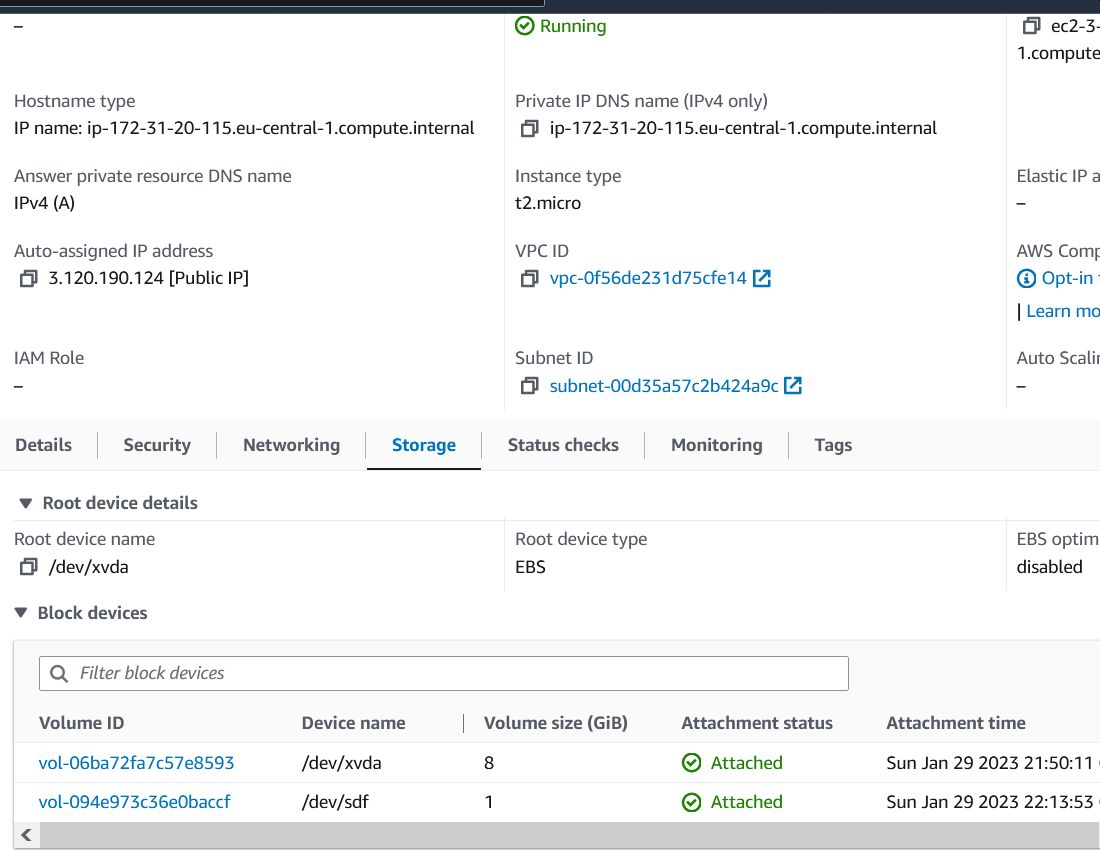 –
Running
ec2-3-
1.compute
Hostname type
IP name: ip-172-31-20-115.eu-central-1.compute.internal
Private IP DNS name (IPv4 only)
ip-172-31-20-115.eu-central-1.compute.internal
Answer private resource DNS name
IPv4 (A)
Instance type
t2.micro
Elastic IP a
–
Auto-assigned IP address
3.120.190.124 [Public IP]
VPC ID
vpc-0f56de231d75cfe14
AWS Comp
Opt-in t
| Learn mo
IAM Role
–
Subnet ID
subnet-00d35a57c2b424a9c
Auto Scalin
–
Details Security Networking Storage Status checks Monitoring Tags
Root device details
Root device name
/dev/xvda
Root device type
EBS
EBS optim
disabled
Block devices
Filter block devices
Volume ID Device name Volume size (GiB) Attachment status Attachment time
vol-06ba72fa7c57e8593 /dev/xvda 8 Attached Sun Jan 29 2023 21:50:11
vol-094e973c36e0baccf /dev/sdf 1 Attached Sun Jan 29 2023 22:13:53